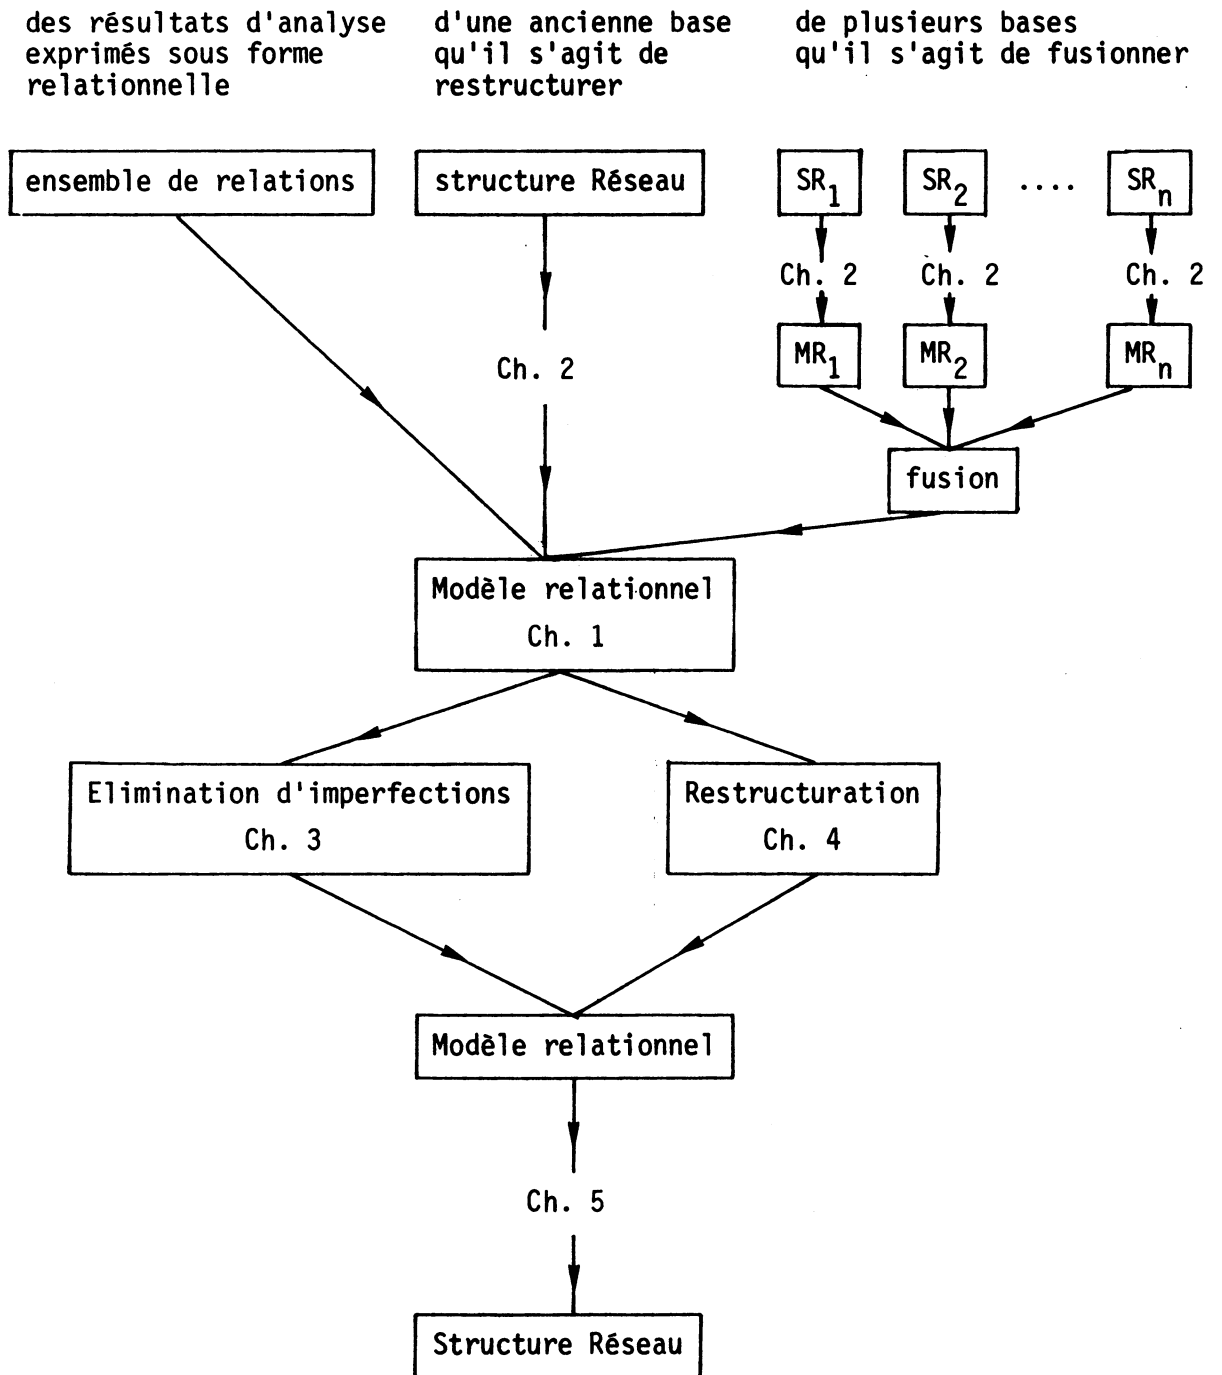 des résultats d'analyse
exprimés sous forme
relationnelle
d'une ancienne base
qu'il s'agit de
restructurer
de plusieurs bases
qu'il s'agit de fusionner
ensemble de relations
structure Réseau
SR1
SR2
....
SRn
Ch. 2
Ch. 2
Ch. 2
Ch. 2
MR1
MR2
MRn
fusion
Modèle relationnel
Ch. 1
Elimination d'imperfections
Ch. 3
Restructuration
Ch. 4
Modèle relationnel
Ch. 5
Structure Réseau